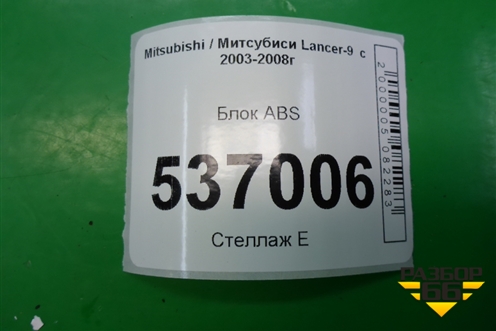 Mitsubishi / Митсубиси Lancer-9 с
2003-2008г
Блок ABS
537006
Стеллаж Е
2000005082283
РАЗБОР
66